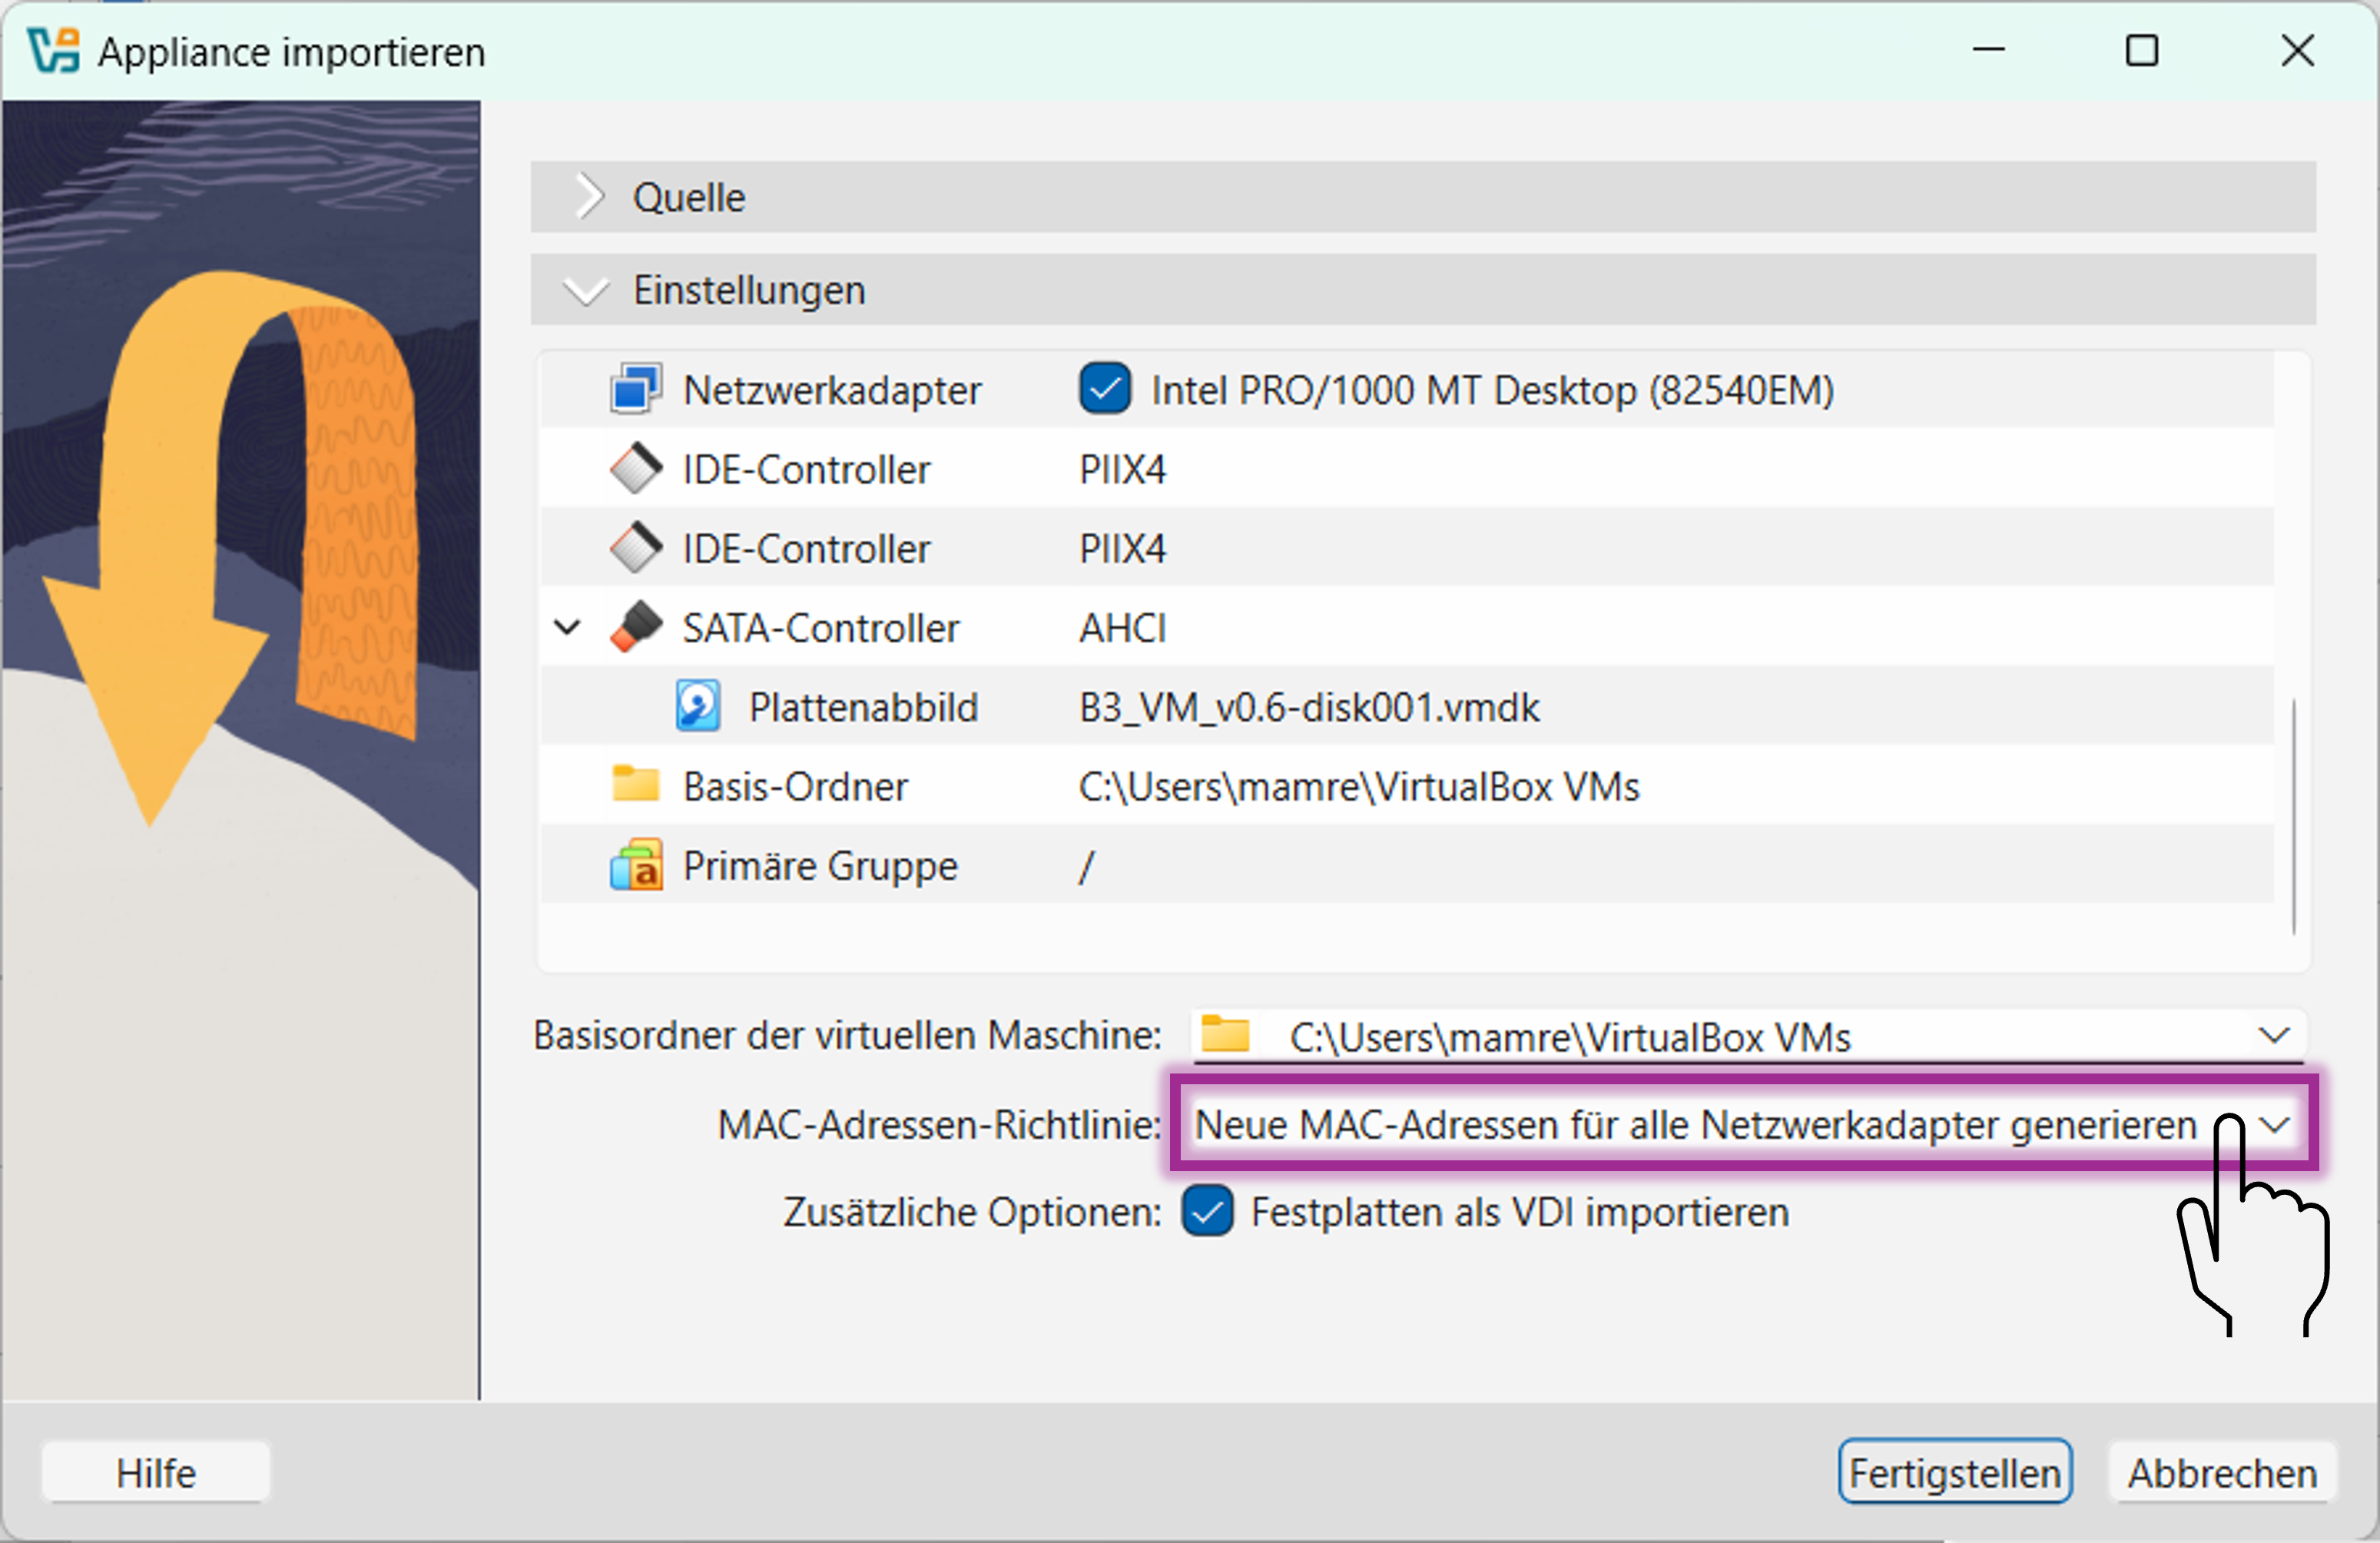 Appliance importieren
Quelle
Einstellungen
Netzwerkadapter Intel PRO/1000 MT Desktop (82540EM)
IDE-Controller PIIX4
IDE-Controller PIIX4
SATA-Controller AHCI
Plattenabbild B3_VM_v0.6-disk001.vmdk
Basis-Ordner C:\Users\mamre\VirtualBox VMs
Primäre Gruppe /
Basisordner der virtuellen Maschine: C:\Users\mamre\VirtualBox VMs
MAC-Adressen-Richtlinie: Neue MAC-Adressen für alle Netzwerkadapter generieren
Zusätzliche Optionen: Festplatten als VDI importieren
Hilfe Fertigstellen Abbrechen